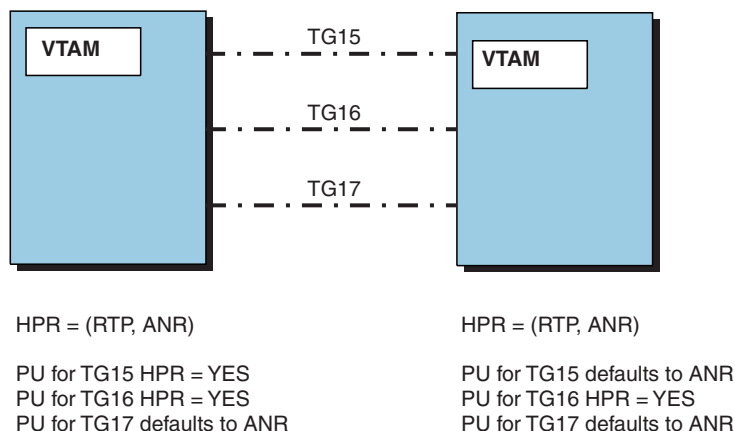 VTAM
TG15
VTAM
TG16
TG17
HPR = (RTP, ANR)
PU for TG15 HPR = YES
PU for TG16 HPR = YES
PU for TG17 defaults to ANR
HPR = (RTP, ANR)
PU for TG15 defaults to ANR
PU for TG16 HPR = YES
PU for TG17 defaults to ANR